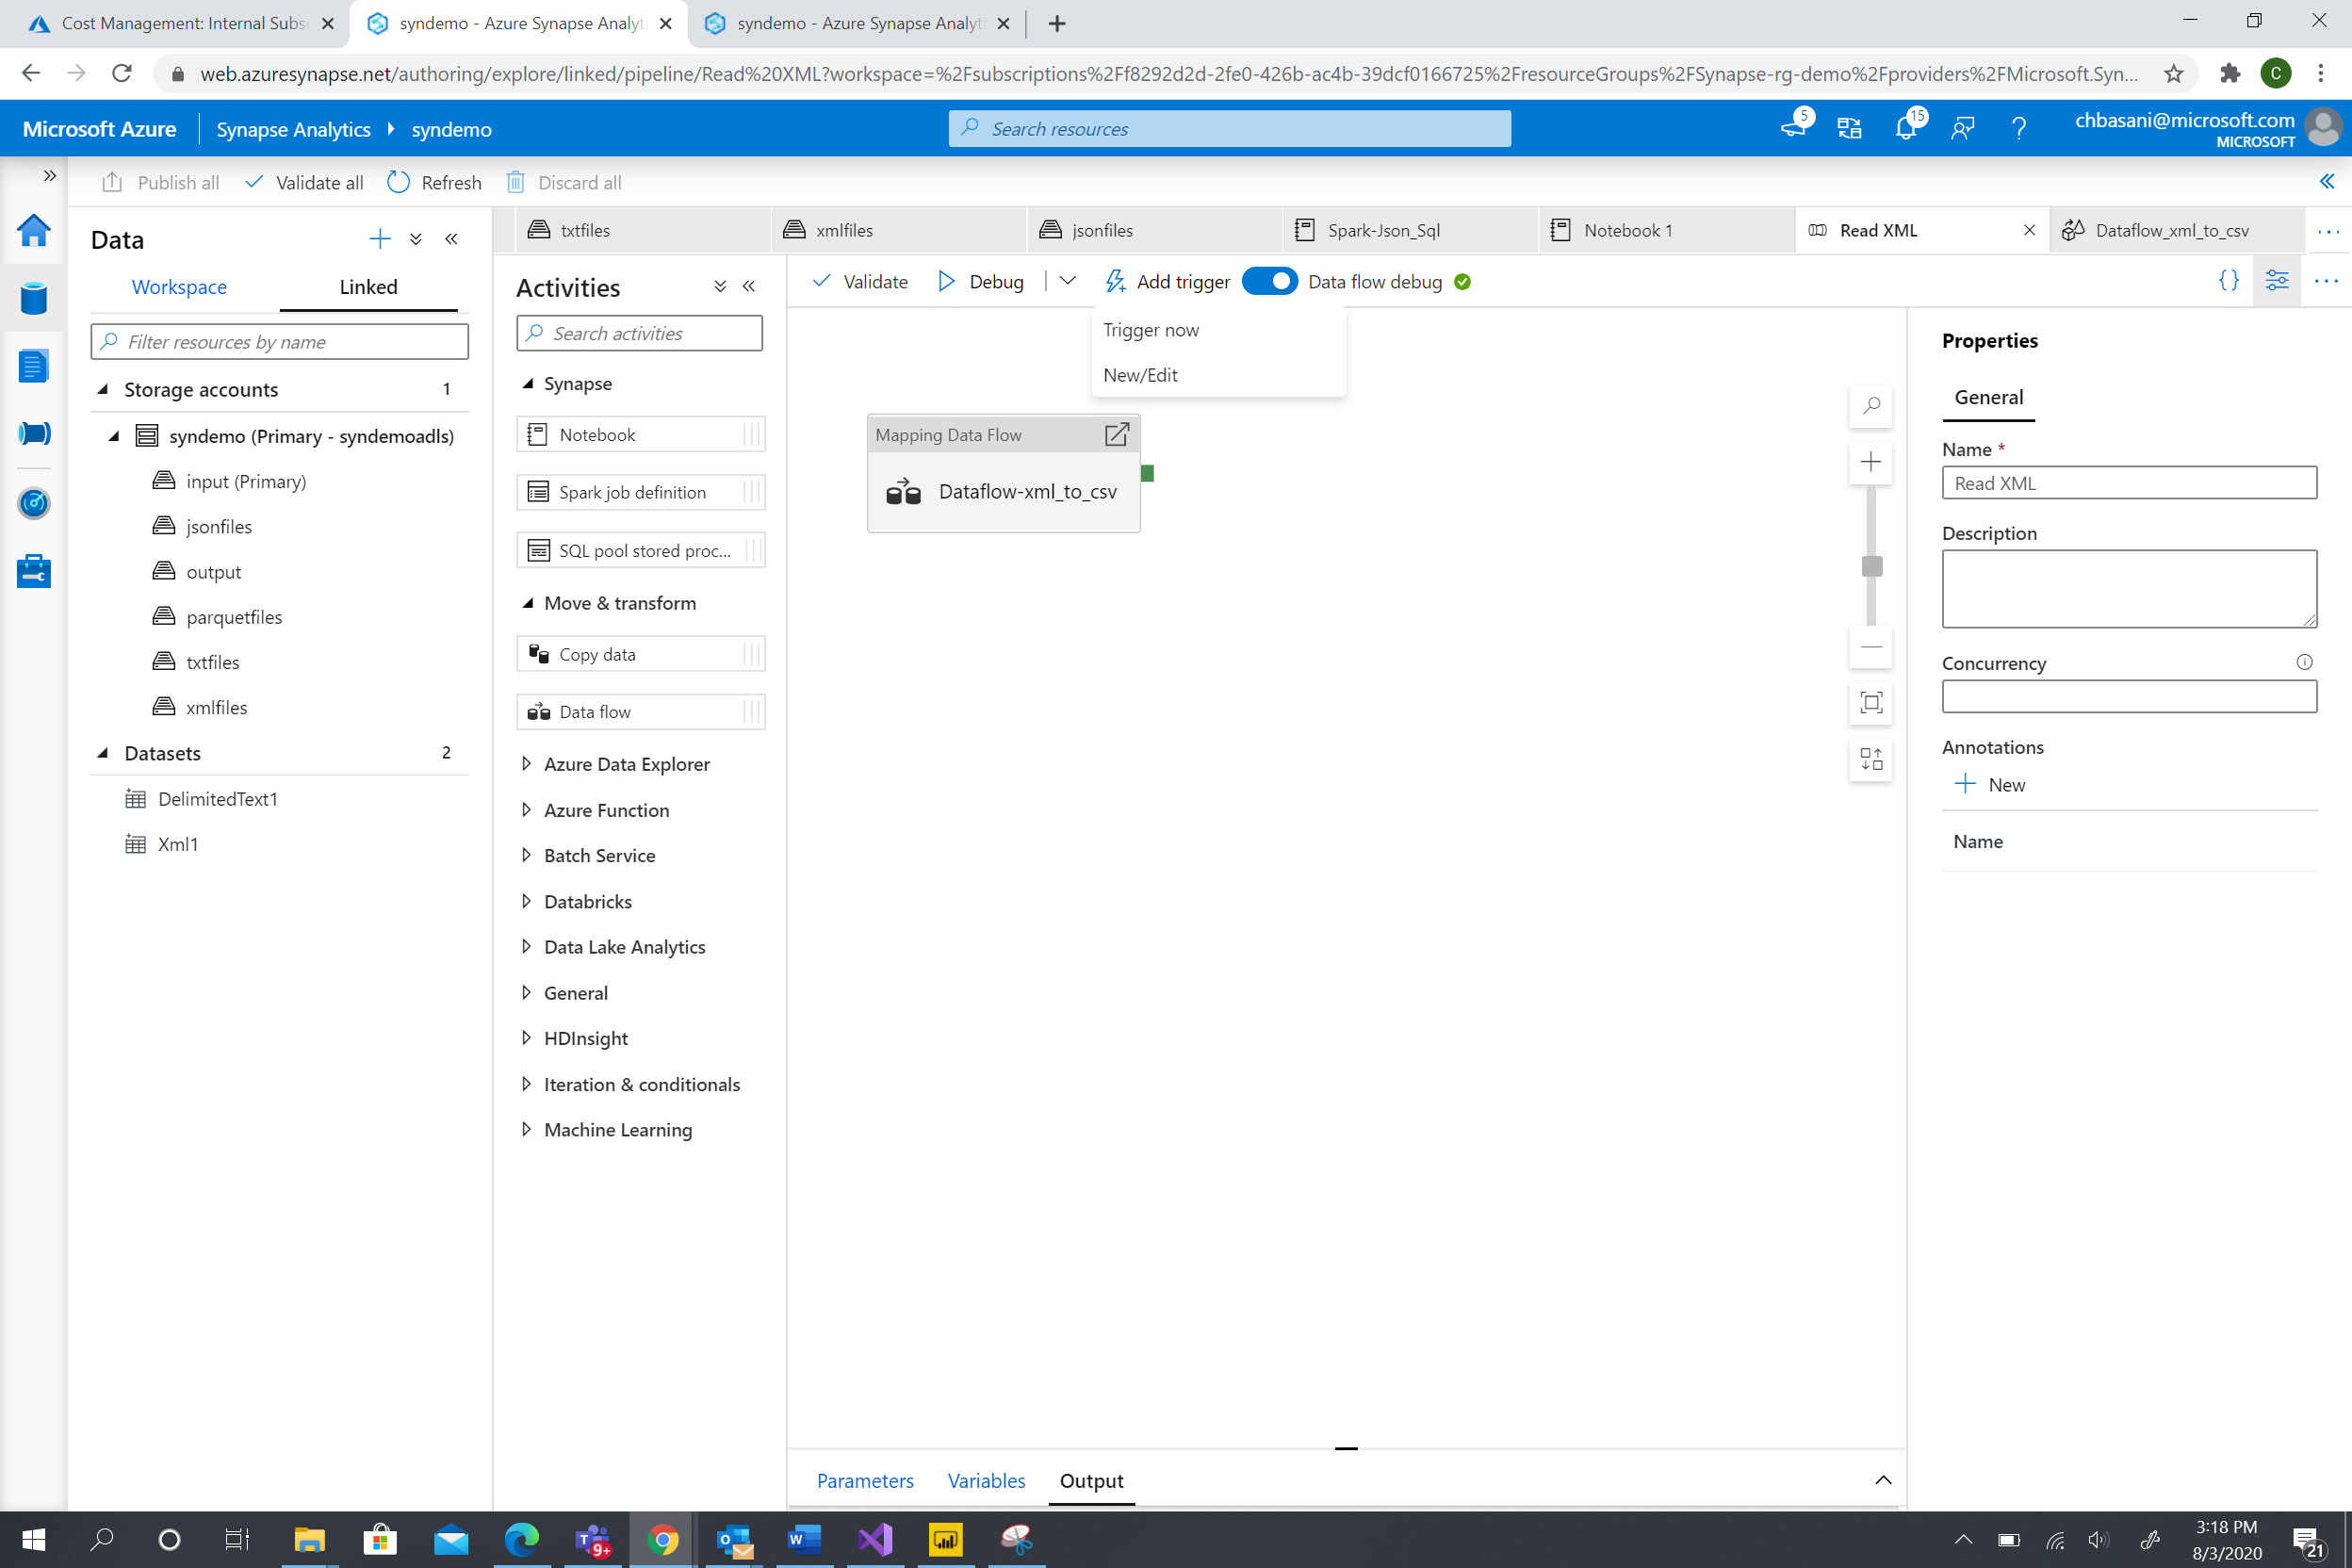 Cost Management: Internal Subs
syndemo - Azure Synapse Analyt
syndemo - Azure Synapse Analyt
web.azuresynapse.net/authoring/explore/linked/pipeline/Read%20XML?workspace=%2Fsubscriptions%2Ff8292d2d-2fe0-426b-ac4b-39dcf0166725%2FresourceGroups%2FSynapse-rg-demo%2Fproviders%2FMicrosoft.Syn...
C
Microsoft Azure
Synapse Analytics
syndemo
Search resources
5
15
chbasani@microsoft.com
MICROSOFT
Publish all
Validate all
Refresh
Discard all
Data
Workspace
Linked
Filter resources by name
Storage accounts 1
syndemo (Primary - syndemoadls)
input (Primary)
jsonfiles
output
parquetfiles
txtfiles
xmlfiles
Datasets 2
DelimitedText1
Xml1
txtfiles
xmlfiles
jsonfiles
Spark-Json_Sql
Notebook 1
Read XML
Dataflow_xml_to_csv
Activities
Search activities
Synapse
Notebook
Spark job definition
SQL pool stored proc...
Move & transform
Copy data
Data flow
Azure Data Explorer
Azure Function
Batch Service
Databricks
Data Lake Analytics
General
HDInsight
Iteration & conditionals
Machine Learning
Validate
Debug
Add trigger
Data flow debug
Trigger now
New/Edit
Mapping Data Flow
Dataflow-xml_to_csv
Parameters
Variables
Output
Properties
General
Name *
Read XML
Description
Concurrency
Annotations
New
Name
9+
3:18 PM
8/3/2020
21